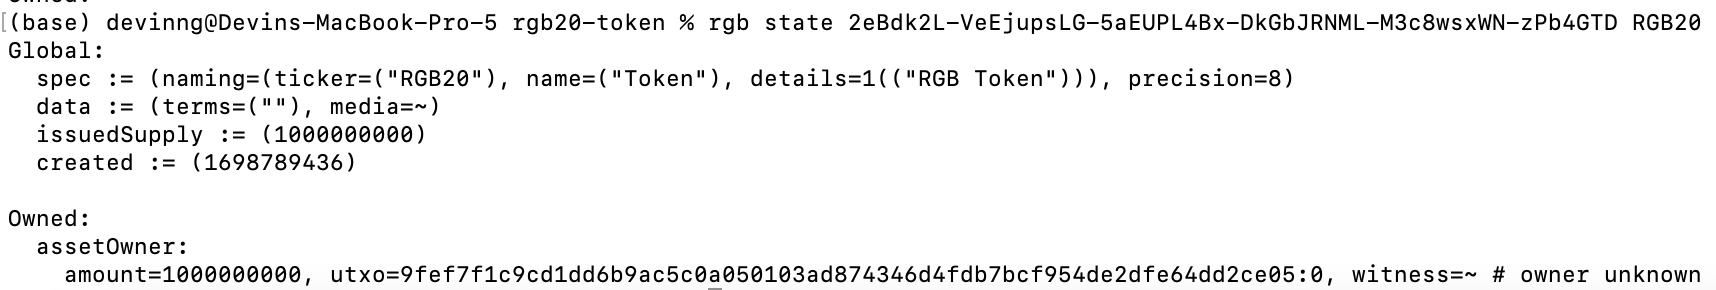 (base) devinng@Devins-MacBook-Pro-5 rgb20-token % rgb state 2eBdk2L-VeEjupsLG-5aEUPL4Bx-DkGbJRNML-M3c8wsxWN-zPb4GTD RGB20
Global:
spec := (naming=(ticker=("RGB20"), name=("Token"), details=1(("RGB Token"))), precision=8)
data := (terms=(""), media=~)
issuedSupply := (1000000000)
created := (1698789436)
Owned:
assetOwner:
amount=1000000000, utxo=9fef7f1c9cd1dd6b9ac5c0a050103ad874346d4fdb7bcf954de2dfe64dd2ce05:0, witness=~ # owner unknown